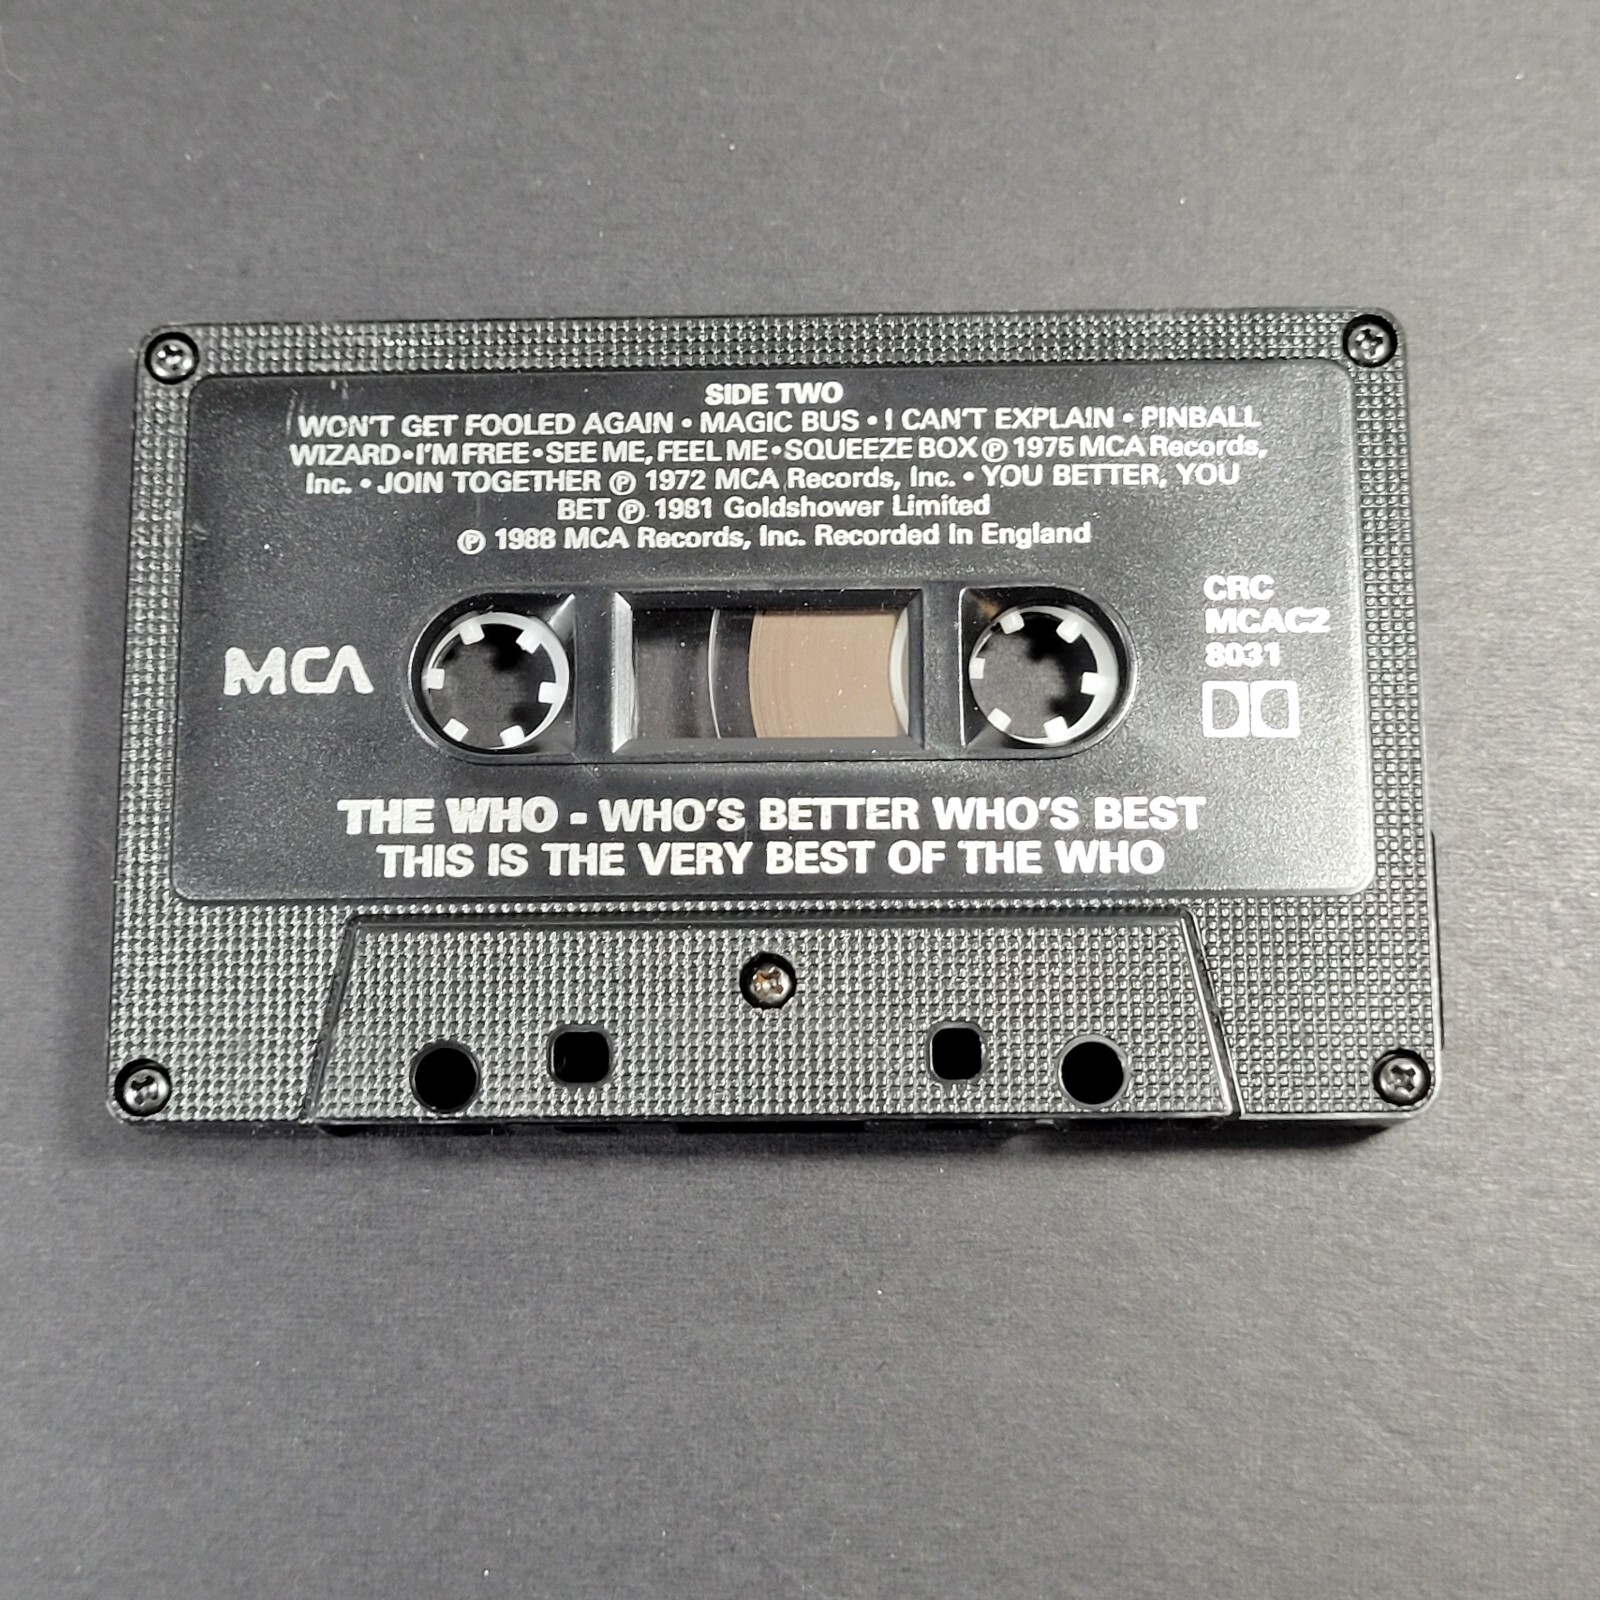 SIDE TWO
WON'T GET FOOLED AGAIN • MAGIC BUS • I CAN'T EXPLAIN • PINBALL
WIZARD • I'M FREE • SEE ME, FEEL ME • SQUEEZE BOX ℗ 1975 MCA Records,
Inc. • JOIN TOGETHER ℗ 1972 MCA Records, Inc. • YOU BETTER, YOU
BET ℗ 1981 Goldshower Limited
℗ 1988 MCA Records, Inc. Recorded in England
CRC
MCAC2
8031
MCA
THE WHO - WHO'S BETTER WHO'S BEST
THIS IS THE VERY BEST OF THE WHO